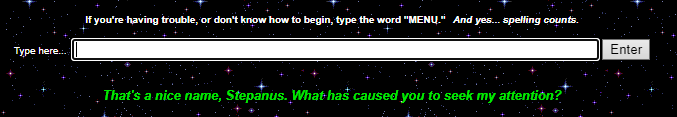 If you're having trouble, or don't know how to begin, type the word "MENU." And yes... spelling counts.
Type here... Enter
That's a nice name, Stepanus. What has caused you to seek my attention?